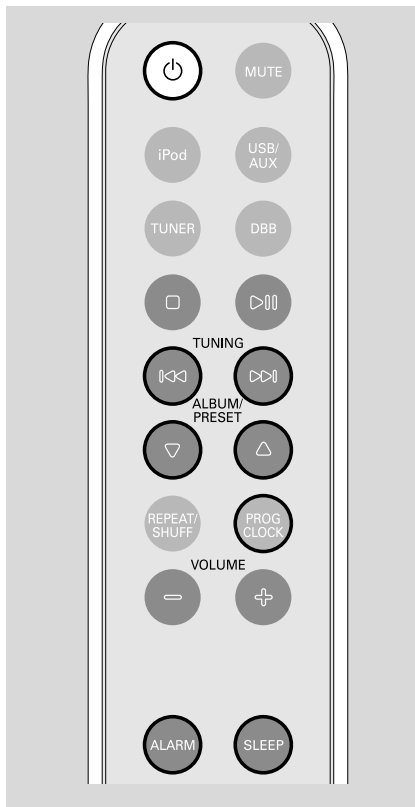 MUTE
iPod
USB/
AUX
TUNER
DBB
TUNING
ALBUM/
PRESET
REPEAT/
SHUFF
PROG
CLOCK
VOLUME
ALARM
SLEEP